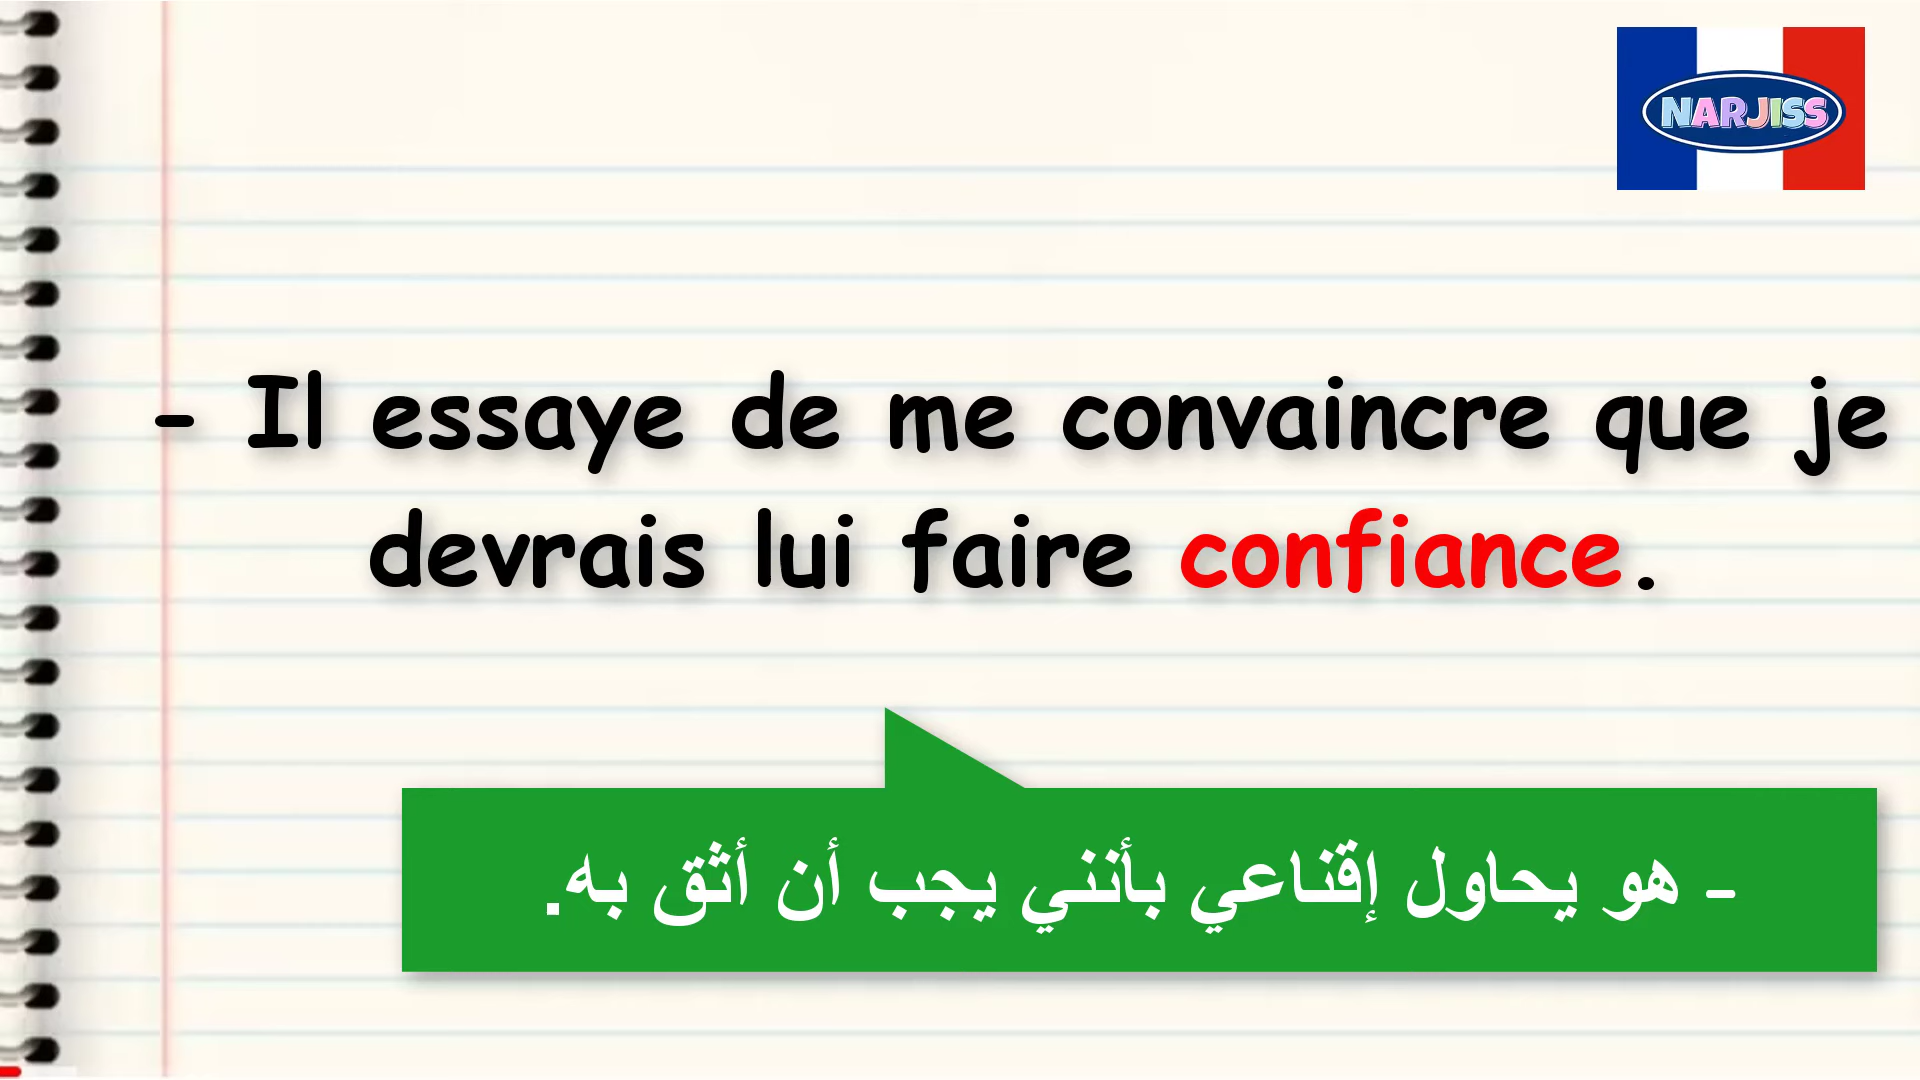 NARJISS
- Il essaye de me convaincre que je
devrais lui faire confiance.
- هو يحاول إقناعي بأنني يجب أن أثق به.